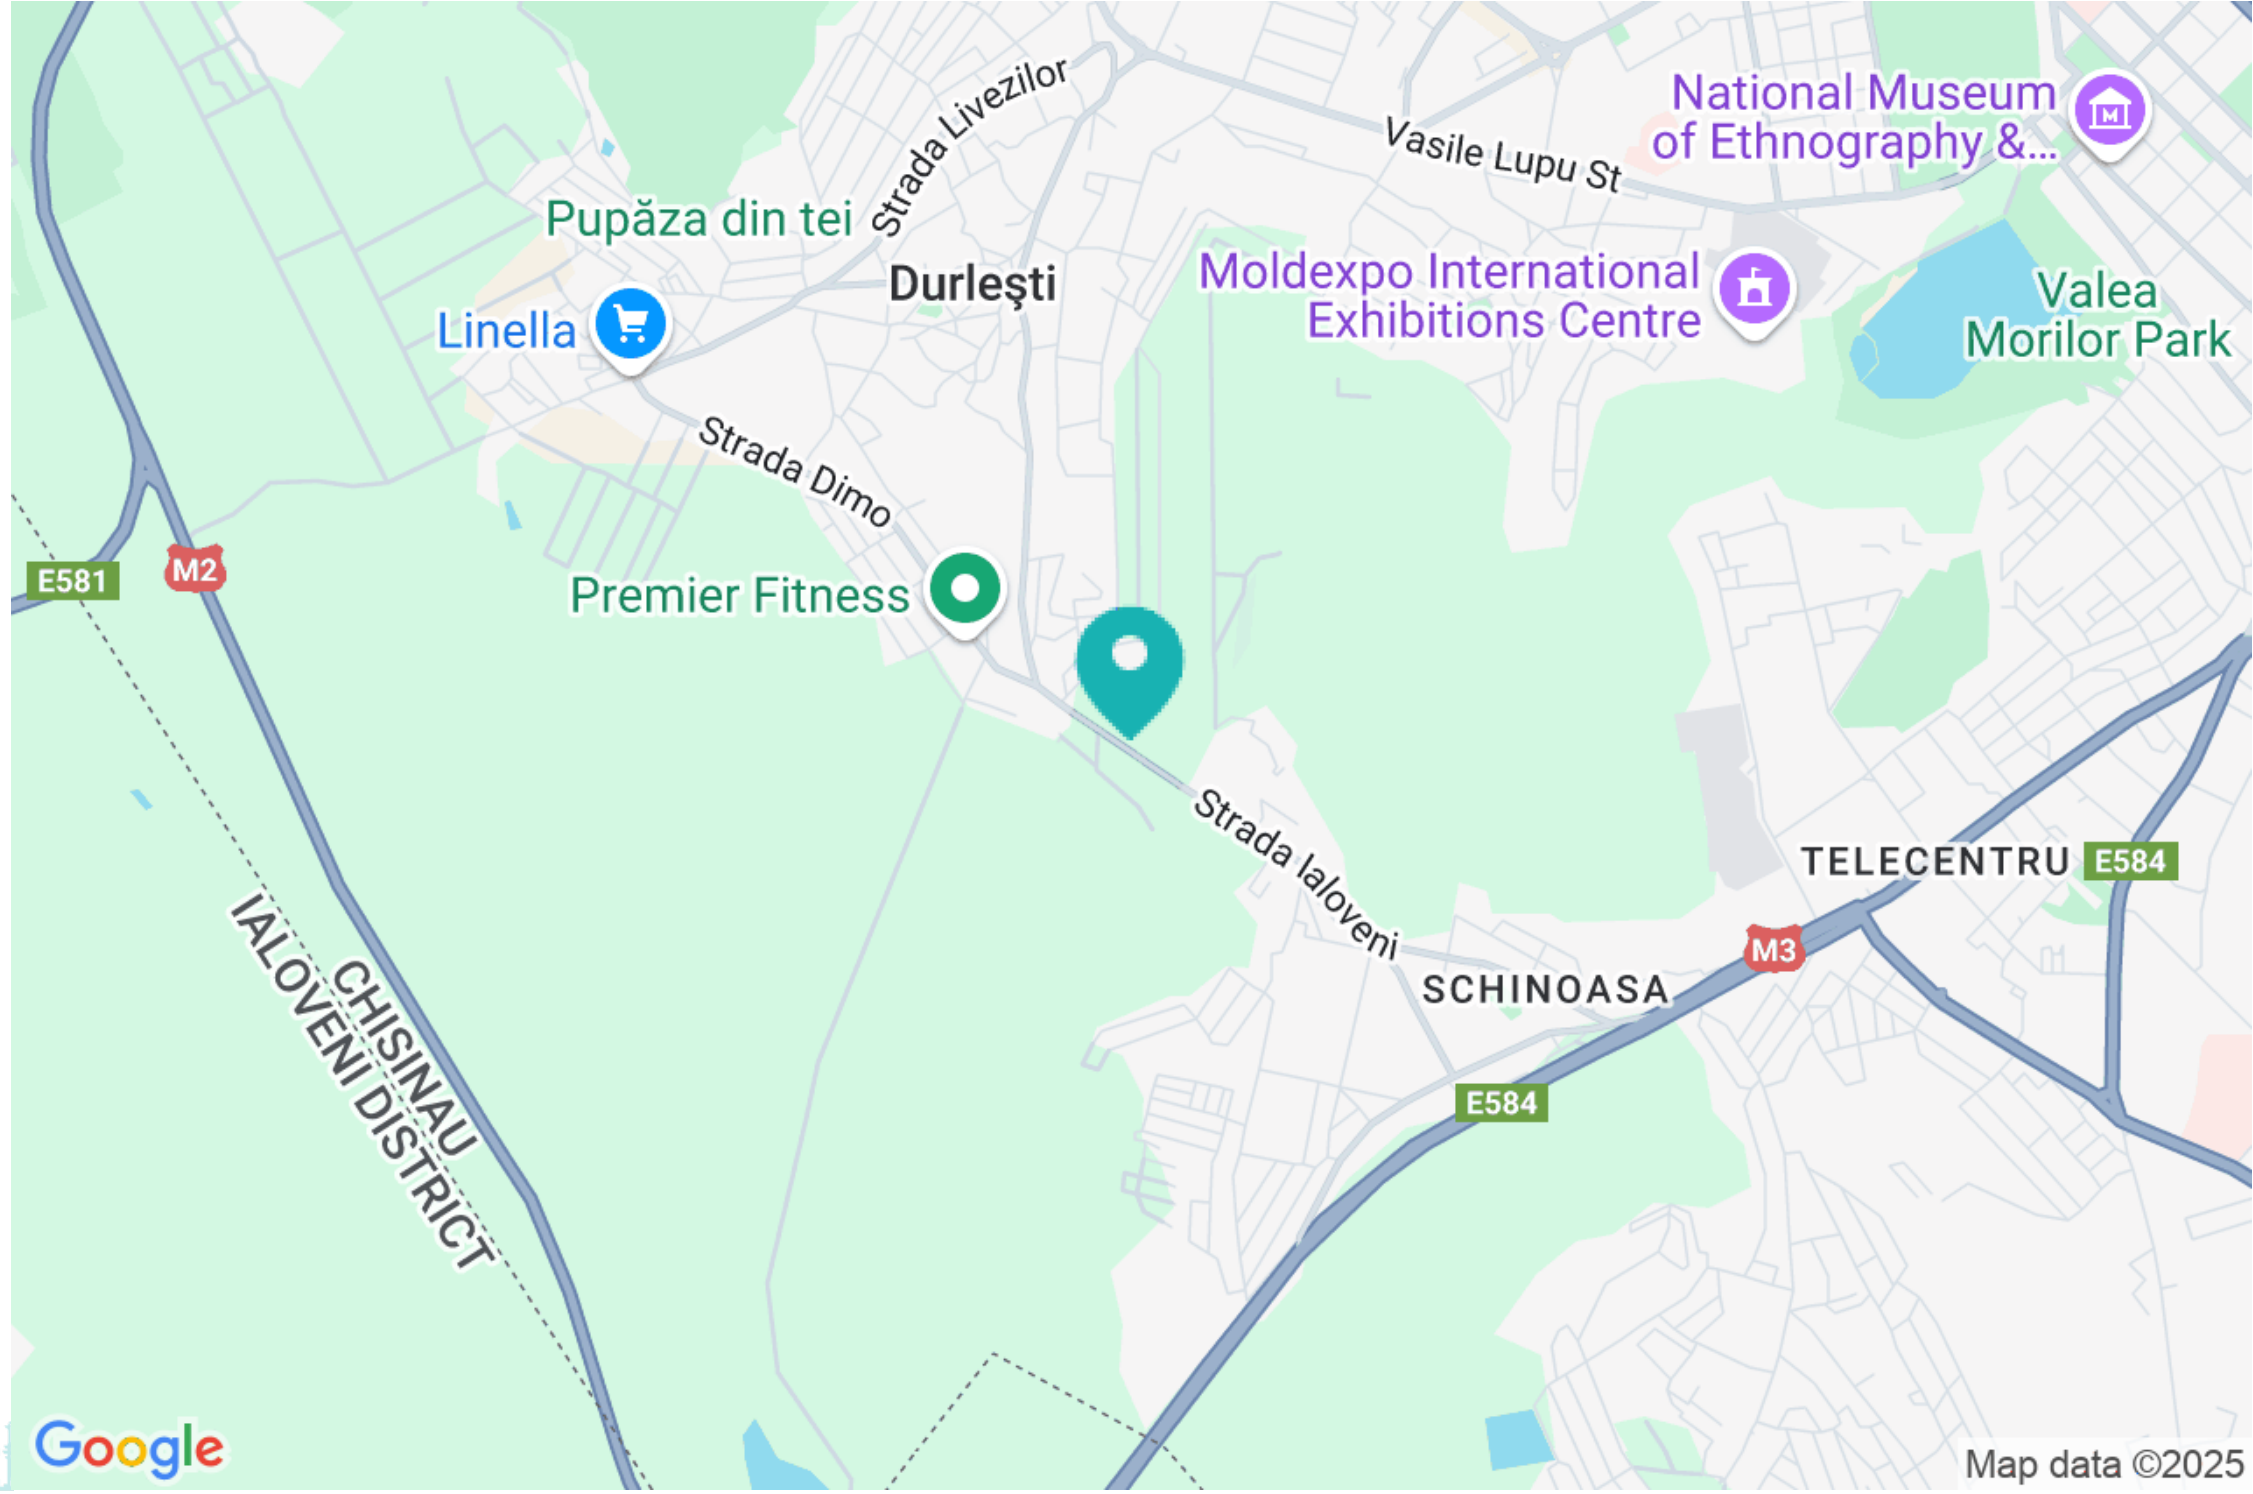 Strada Livezilor
National Museum
of Ethnography &...
Vasile Lupu St
Pupăza din tei
Durleşti
Moldexpo International
Exhibitions Centre
Valea
Morilor Park
Linella
Strada Dimo
E581
M2
Premier Fitness
Strada Ialoveni
TELECENTRU
E584
M3
SCHINOASA
CHISINAU
IALOVENI DISTRICT
E584
Google
Map data ©2025